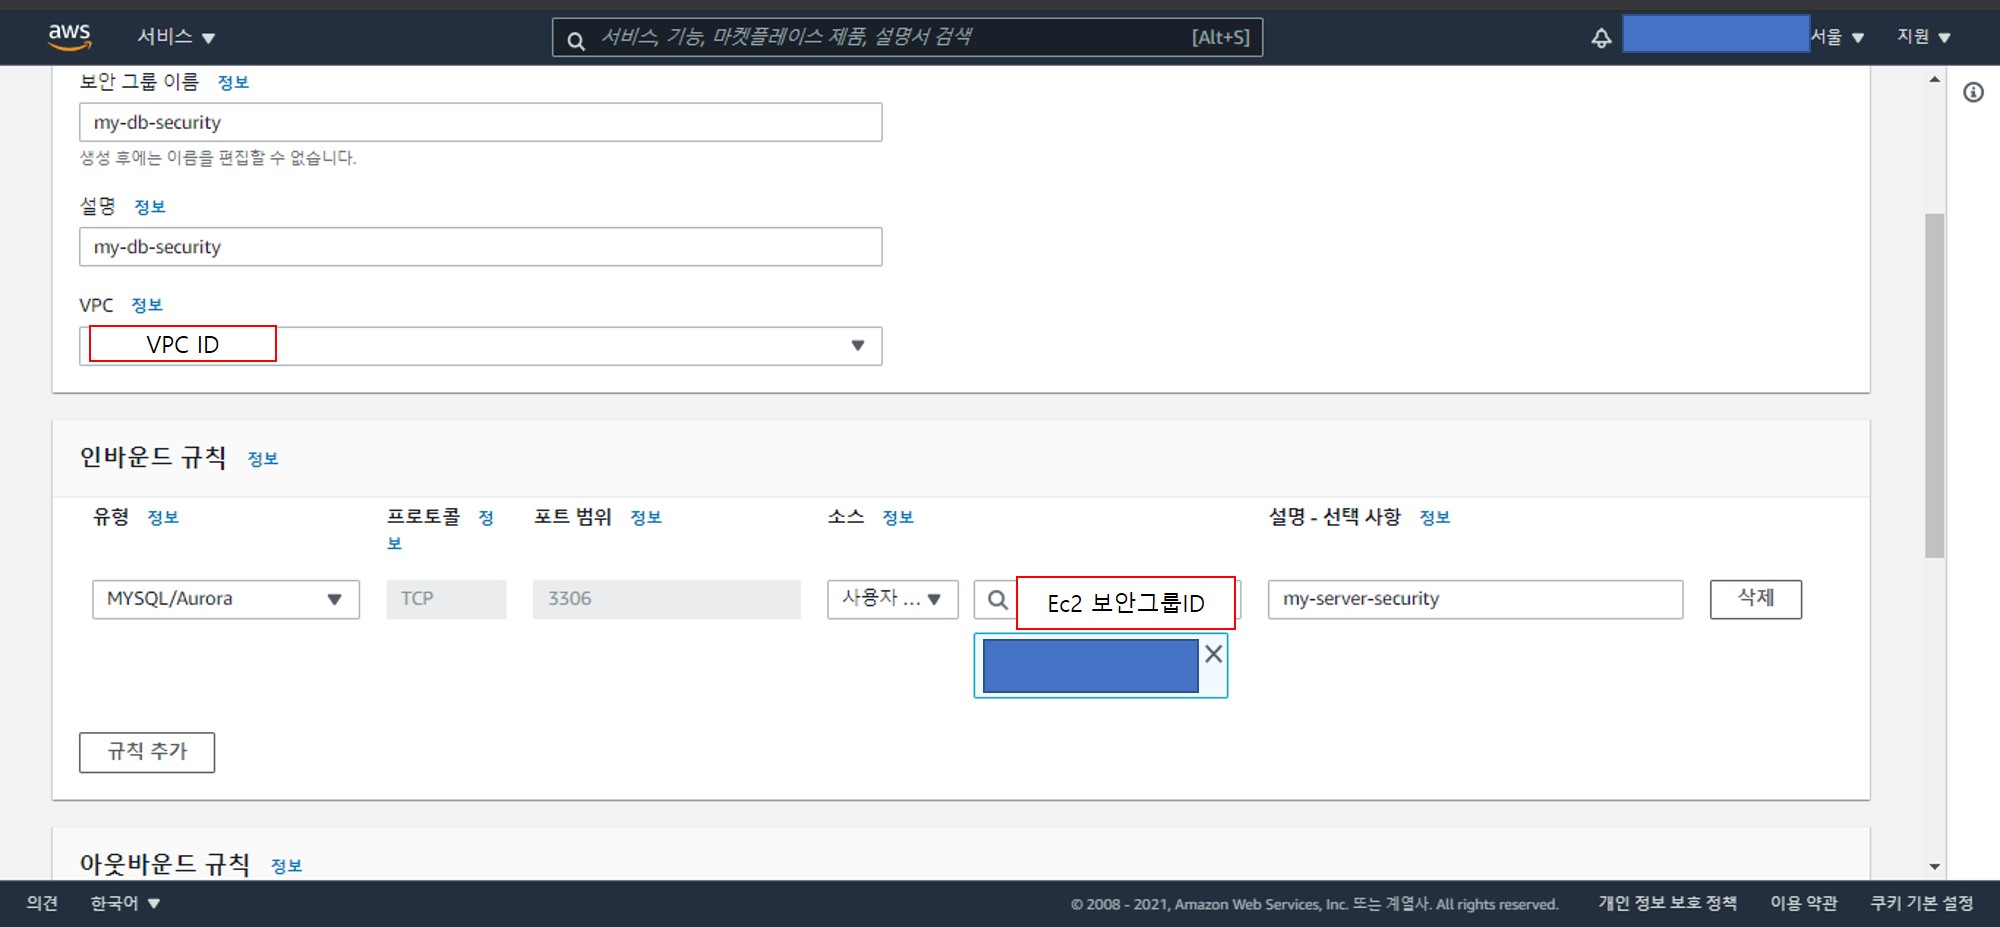 aws 서비스 서비스, 기능, 마켓플레이스 제품, 설명서 검색 [Alt+S] 서울 지원
보안 그룹 이름 정보
my-db-security
생성 후에는 이름을 편집할 수 없습니다.
설명 정보
my-db-security
VPC 정보
VPC ID
인바운드 규칙 정보
유형 정보 프로토콜 정 포트 범위 정보 소스 정보 설명 - 선택 사항 정보
보
MYSQL/Aurora TCP 3306 사용자 ... Ec2 보안그룹ID my-server-security 삭제
규칙 추가
아웃바운드 규칙 정보
의견 한국어 © 2008 - 2021, Amazon Web Services, Inc. 또는 계열사. All rights reserved. 개인 정보 보호 정책 이용 약관 쿠키 기본 설정